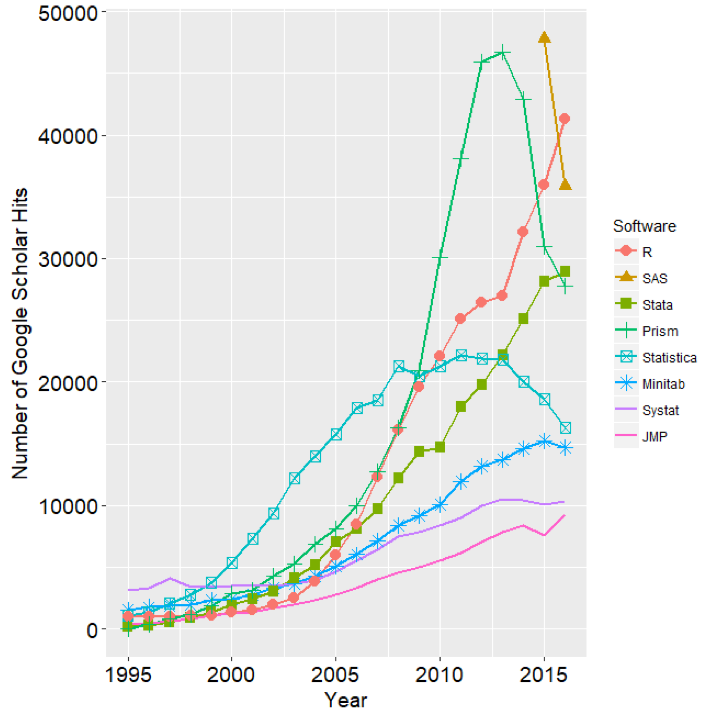 50000
40000
30000
20000
10000
0
Number of Google Scholar Hits
1995 2000 2005 2010 2015
Year
Software
R
SAS
Stata
Prism
Statistica
Minitab
Systat
JMP